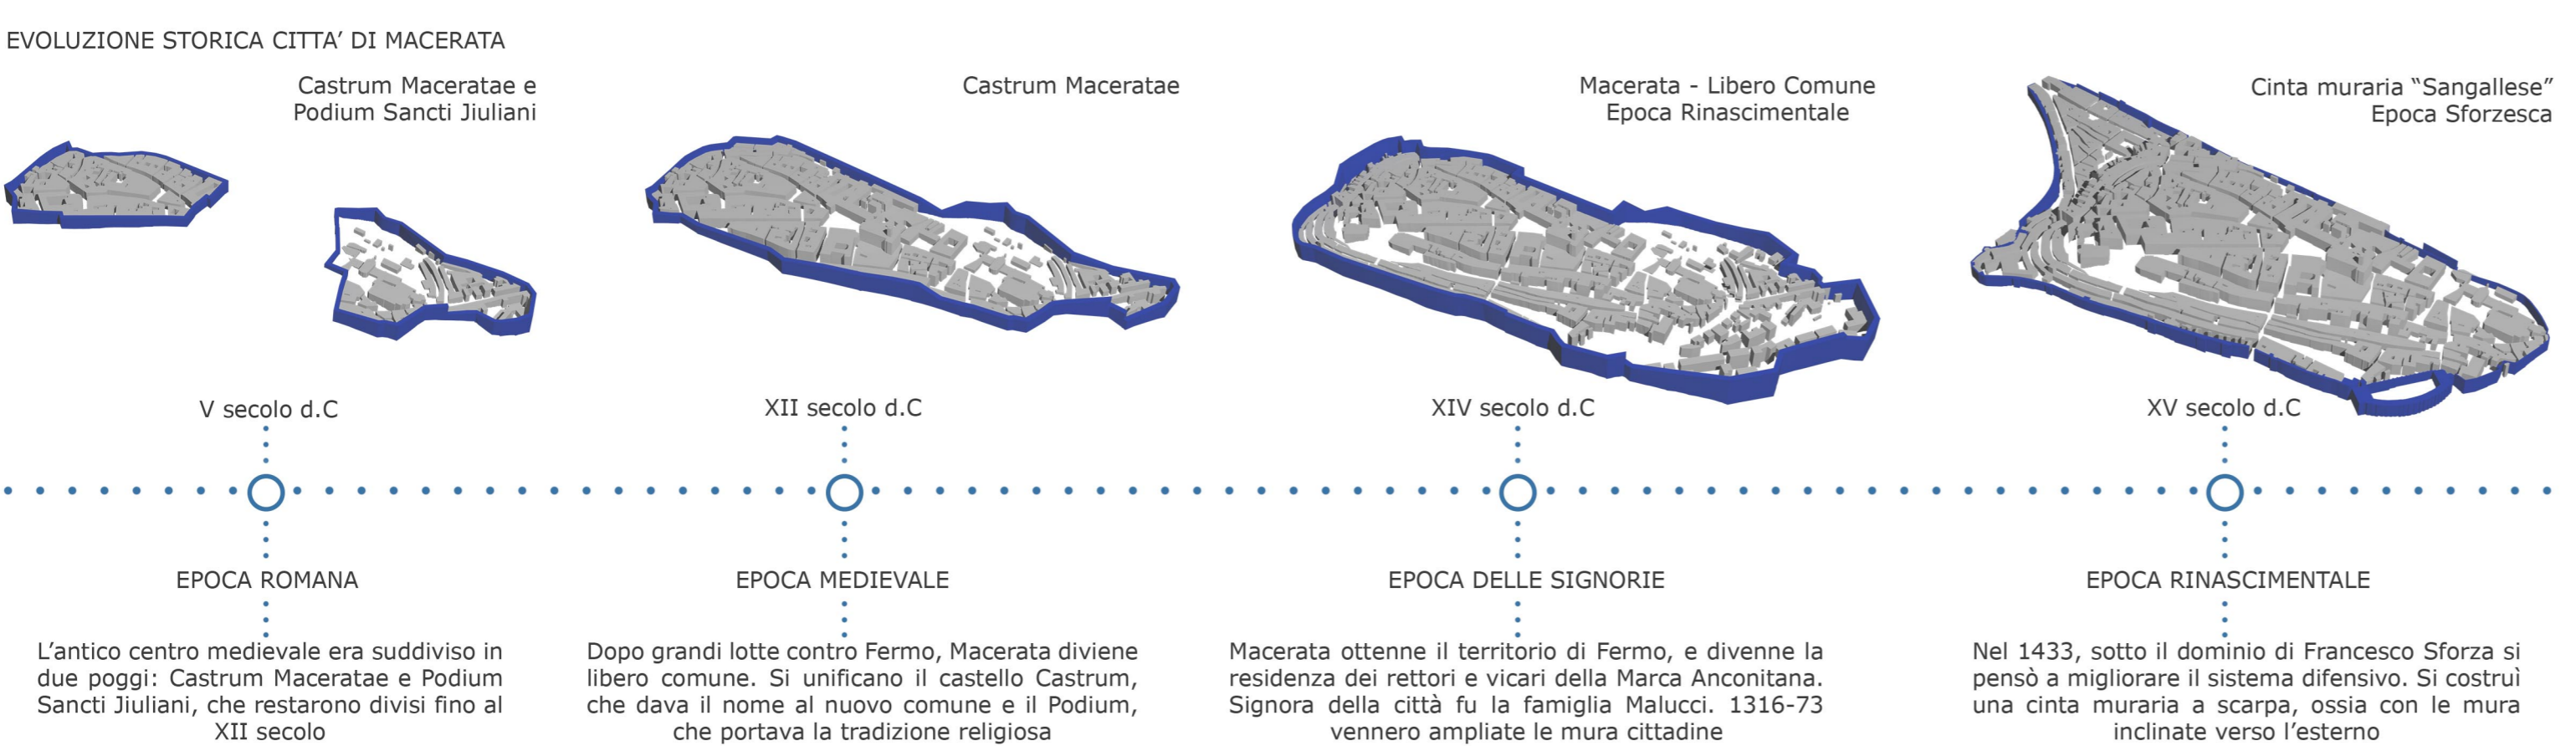 EVOLUZIONE STORICA CITTA’ DI MACERATA
Castrum Maceratae e
Podium Sancti Jiuliani
Castrum Maceratae
Macerata - Libero Comune
Epoca Rinascimentale
Cinta muraria “Sangallese”
Epoca Sforzesca
V secolo d.C
XII secolo d.C
XIV secolo d.C
XV secolo d.C
EPOCA ROMANA
EPOCA MEDIEVALE
EPOCA DELLE SIGNORIE
EPOCA RINASCIMENTALE
L’antico centro medievale era suddiviso in
due poggi: Castrum Maceratae e Podium
Sancti Jiuliani, che restarono divisi fino al
XII secolo
Dopo grandi lotte contro Fermo, Macerata diviene
libero comune. Si unificano il castello Castrum,
che dava il nome al nuovo comune e il Podium,
che portava la tradizione religiosa
Macerata ottenne il territorio di Fermo, e divenne la
residenza dei rettori e vicari della Marca Anconitana.
Signora della città fu la famiglia Malucci. 1316-73
vennero ampliate le mura cittadine
Nel 1433, sotto il dominio di Francesco Sforza si
pensò a migliorare il sistema difensivo. Si costruì
una cinta muraria a scarpa, ossia con le mura
inclinate verso l’esterno